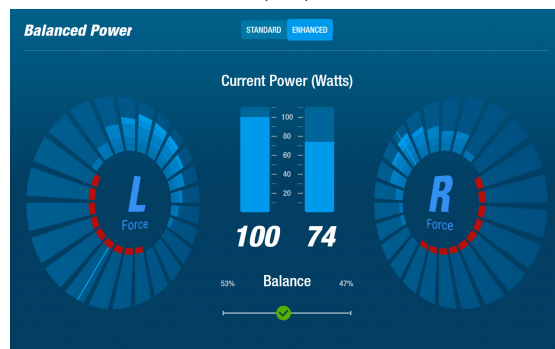 Balanced Power
STANDARD ENHANCED
Current Power (Watts)
100
80
60
40
20
L
Force
R
Force
100 74
53% Balance 47%